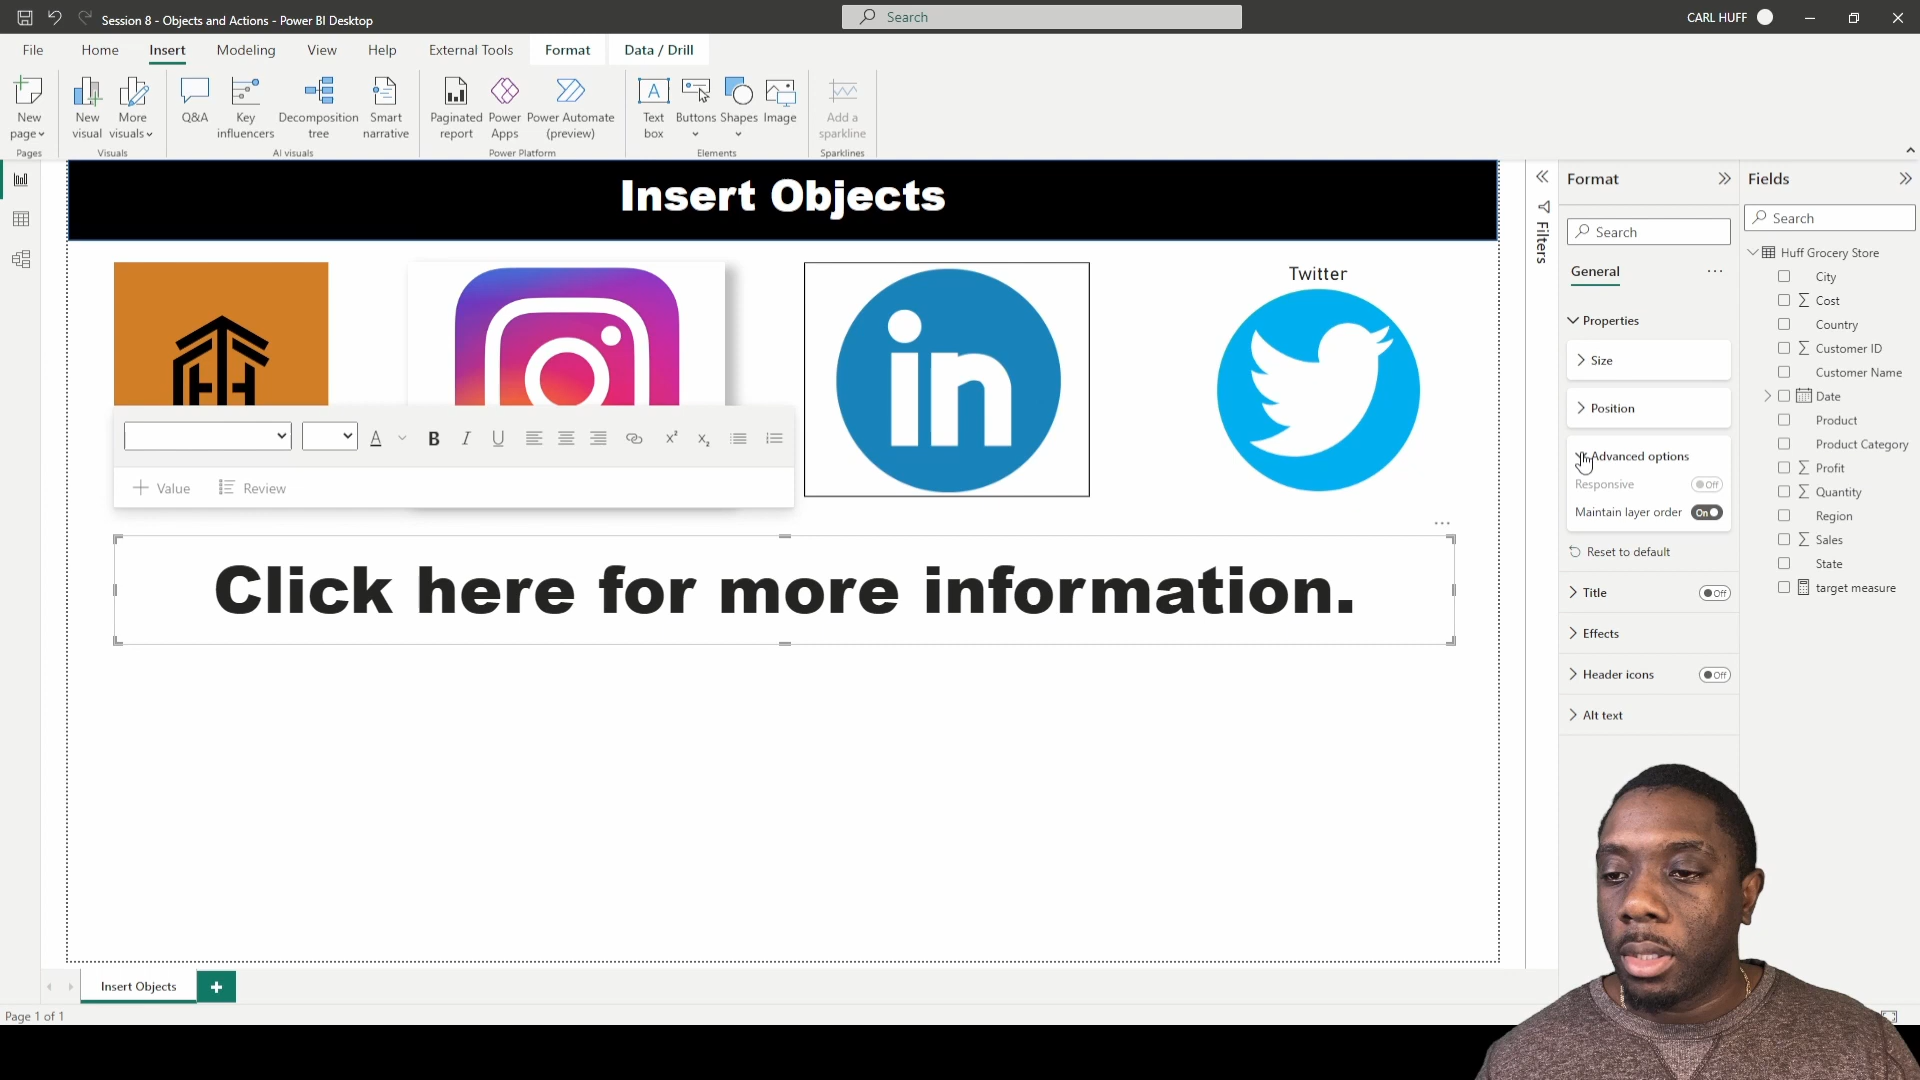 Session 8 - Objects and Actions - Power BI Desktop
Search
CARL HUFF
File
Home
Insert
Modeling
View
Help
External Tools
Format
Data / Drill
New page
New visual
More visuals
Q&A
Key influencers
Decomposition tree
Smart narrative
Paginated report
Power Apps
Power Automate (preview)
Text box
Buttons
Shapes
Image
Add a sparkline
Pages
Visuals
AI visuals
Power Platform
Elements
Sparklines
Insert Objects
Twitter
in
A
B
I
U
Value
Review
Click here for more information.
Filters
Format
Search
General
Properties
Size
Position
Advanced options
Responsive
Off
Maintain layer order
On
Reset to default
Title
Off
Effects
Header icons
Off
Alt text
Fields
Search
Huff Grocery Store
City
Cost
Country
Customer ID
Customer Name
Date
Product
Product Category
Profit
Quantity
Region
Sales
State
target measure
Insert Objects
Page 1 of 1